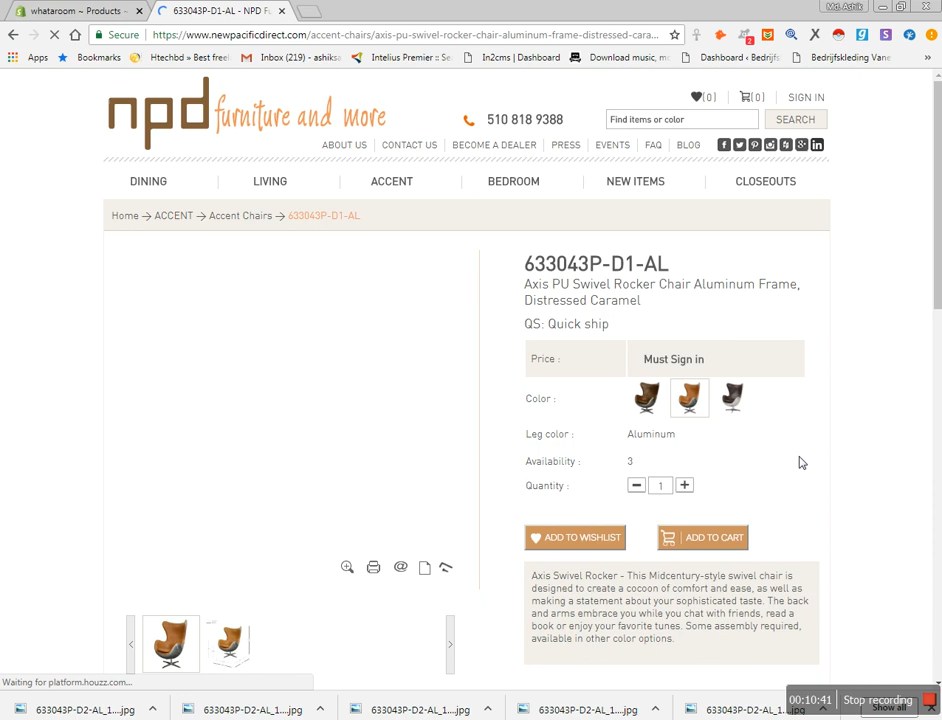 whataroom ~ Products -
633043P-D1-AL - NPD F
Md. Ashik
Secure
https://www.newpacificdirect.com/accent-chairs/axis-pu-swivel-rocker-chair-aluminum-frame-distressed-cara...
Apps
Bookmarks
Htechbd » Best free
Inbox (219) - ashiksa
Intelius Premier :: Se
In2cms | Dashboard
Download music, m
Dashboard ‹ Bedrijfs
Bedrijfskleding Vane
npd furniture and more
(0)
(0)
SIGN IN
510 818 9388
Find items or color
SEARCH
ABOUT US
CONTACT US
BECOME A DEALER
PRESS
EVENTS
FAQ
BLOG
DINING
LIVING
ACCENT
BEDROOM
NEW ITEMS
CLOSEOUTS
Home → ACCENT → Accent Chairs → 633043P-D1-AL
633043P-D1-AL
Axis PU Swivel Rocker Chair Aluminum Frame,
Distressed Caramel
QS: Quick ship
Price :
Must Sign in
Color :
Leg color :
Aluminum
Availability :
3
Quantity :
1
ADD TO WISHLIST
ADD TO CART
Axis Swivel Rocker - This Midcentury-style swivel chair is
designed to create a cocoon of comfort and ease, as well as
making a statement about your sophisticated taste. The back
and arms embrace you while you chat with friends, read a
book or enjoy your favorite tunes. Some assembly required,
available in other color options.
Waiting for platform.houzz.com...
633043P-D2-AL_1....jpg
633043P-D2-AL_1....jpg
633043P-D2-AL_1....jpg
633043P-D2-AL_1....jpg
633043P-D2-AL_1....jpg
00:10:41
Stop recording
Show all